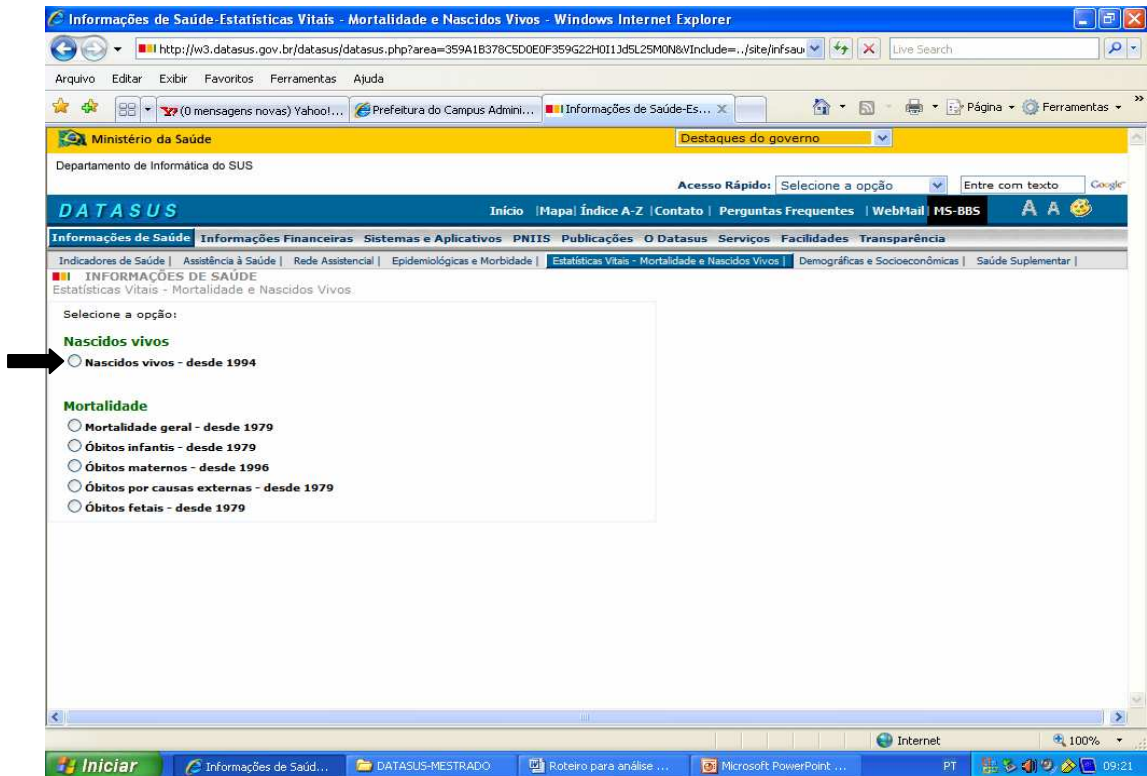 Informações de Saúde-Estatísticas Vitais - Mortalidade e Nascidos Vivos - Windows Internet Explorer
http://w3.datasus.gov.br/datasus/datasus.php?area=359A1B378C5D0E0F359G22H0I1Jd5L25M0N&VInclude=../site/infsau
Live Search
Arquivo Editar Exibir Favoritos Ferramentas Ajuda
(0 mensagens novas) Yahoo!... Prefeitura do Campus Admini... Informações de Saúde-Es... Página Ferramentas »
Ministério da Saúde Destaques do governo
Departamento de Informática do SUS
Acesso Rápido: Selecione a opção Entre com texto Google
DATASUS Início |Mapa| Índice A-Z |Contato | Perguntas Frequentes | WebMail| MS-BBS A A
Informações de Saúde Informações Financeiras Sistemas e Aplicativos PNIIS Publicações O Datasus Serviços Facilidades Transparência
Indicadores de Saúde | Assistência à Saúde | Rede Assistencial | Epidemiológicas e Morbidade | Estatísticas Vitais - Mortalidade e Nascidos Vivos | Demográficas e Socioeconômicas | Saúde Suplementar |
INFORMAÇÕES DE SAÚDE
Estatísticas Vitais - Mortalidade e Nascidos Vivos.
Selecione a opção:
Nascidos vivos
Nascidos vivos - desde 1994
Mortalidade
Mortalidade geral - desde 1979
Óbitos infantis - desde 1979
Óbitos maternos - desde 1996
Óbitos por causas externas - desde 1979
Óbitos fetais - desde 1979
Internet 100%
Iniciar Informações de Saúd... DATASUS-MESTRADO Roteiro para análise ... Microsoft PowerPoint ... PT 09:21